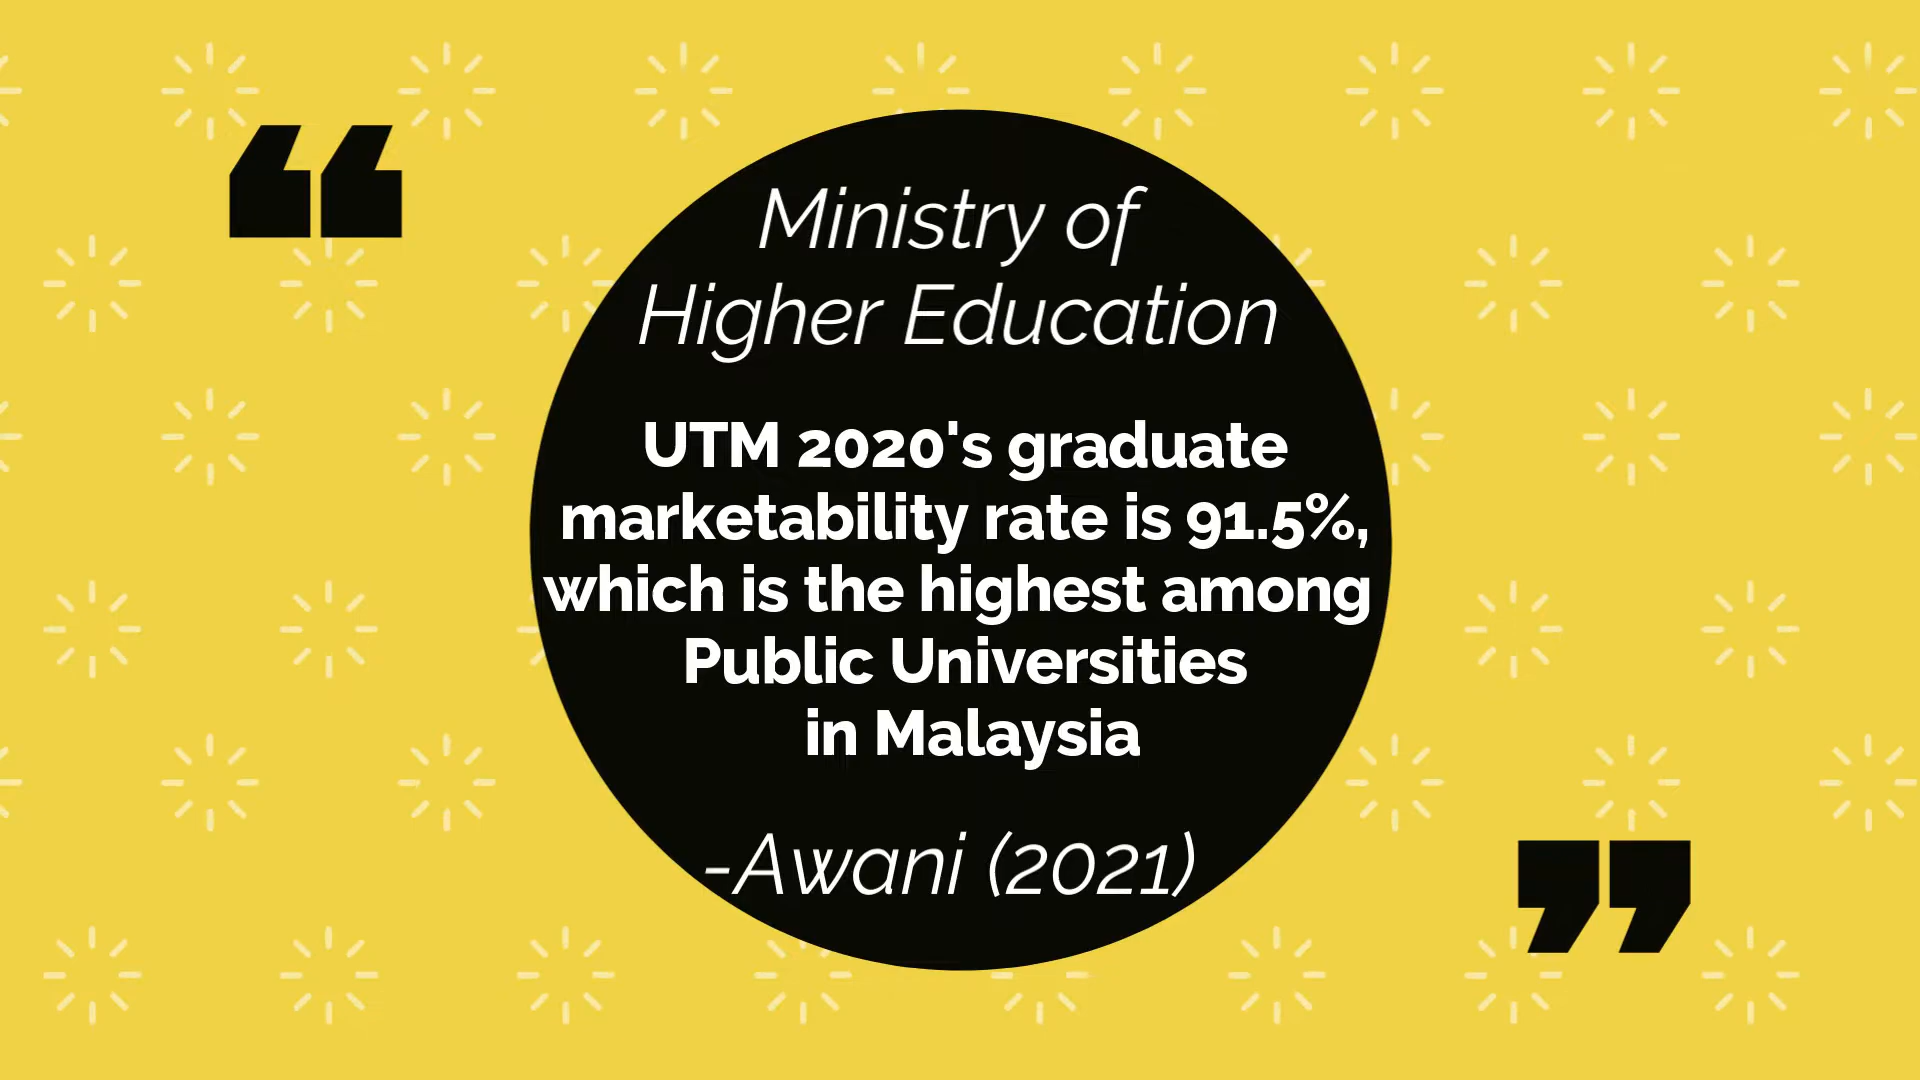 “
Ministry of
Higher Education
UTM 2020's graduate
marketability rate is 91.5%,
which is the highest among
Public Universities
in Malaysia
-Awani (2021)
”